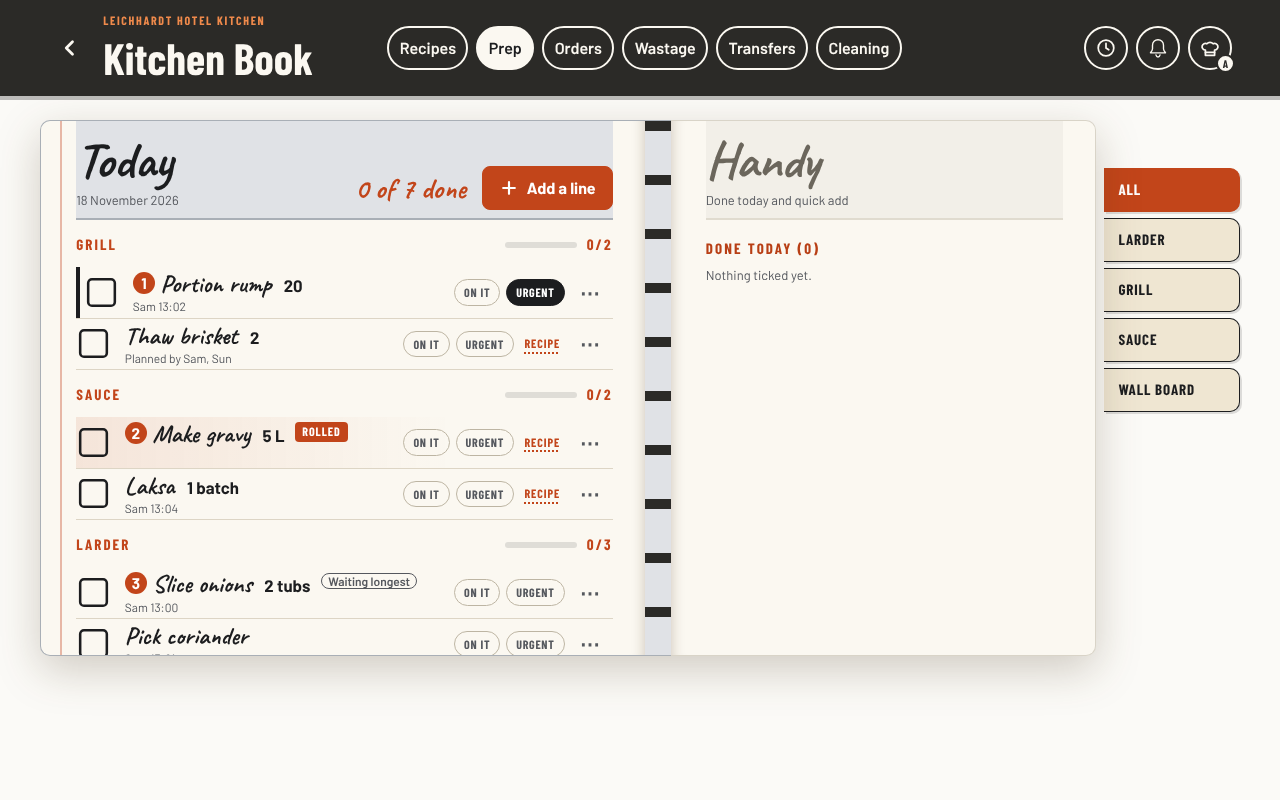 LEICHHARDT HOTEL KITCHEN
Kitchen Book
Recipes
Prep
Orders
Wastage
Transfers
Cleaning
A
Today
18 November 2026
0 of 7 done
+ Add a line
GRILL 0/2
1 Portion rump 20 ON IT URGENT ...
Sam 13:02
Thaw brisket 2 ON IT URGENT RECIPE ...
Planned by Sam, Sun
SAUCE 0/2
2 Make gravy 5 L ROLLED ON IT URGENT RECIPE ...
Laksa 1 batch ON IT URGENT RECIPE ...
Sam 13:04
LARDER 0/3
3 Slice onions 2 tubs Waiting longest ON IT URGENT ...
Sam 13:00
Pick coriander ON IT URGENT ...
Handy
Done today and quick add
DONE TODAY (0)
Nothing ticked yet.
ALL
LARDER
GRILL
SAUCE
WALL BOARD